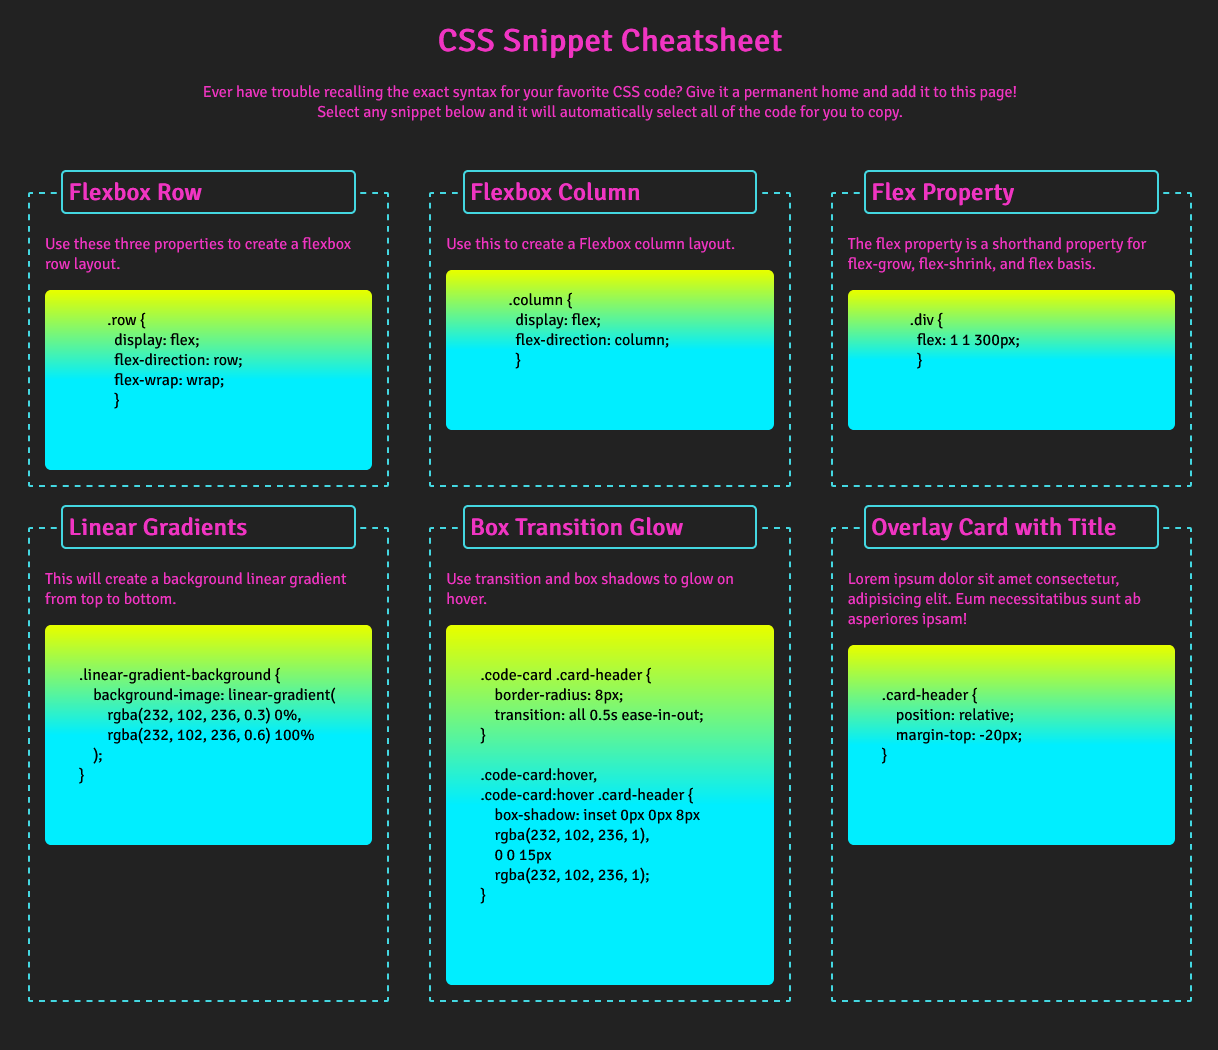 CSS Snippet Cheatsheet
Ever have trouble recalling the exact syntax for your favorite CSS code? Give it a permanent home and add it to this page!
Select any snippet below and it will automatically select all of the code for you to copy.
Flexbox Row
Use these three properties to create a flexbox
row layout.
.row {
display: flex;
flex-direction: row;
flex-wrap: wrap;
}
Flexbox Column
Use this to create a Flexbox column layout.
.column {
display: flex;
flex-direction: column;
}
Flex Property
The flex property is a shorthand property for
flex-grow, flex-shrink, and flex basis.
.div {
flex: 1 1 300px;
}
Linear Gradients
This will create a background linear gradient
from top to bottom.
.linear-gradient-background {
background-image: linear-gradient(
rgba(232, 102, 236, 0.3) 0%,
rgba(232, 102, 236, 0.6) 100%
);
}
Box Transition Glow
Use transition and box shadows to glow on
hover.
.code-card .card-header {
border-radius: 8px;
transition: all 0.5s ease-in-out;
}
.code-card:hover,
.code-card:hover .card-header {
box-shadow: inset 0px 0px 8px
rgba(232, 102, 236, 1),
0 0 15px
rgba(232, 102, 236, 1);
}
Overlay Card with Title
Lorem ipsum dolor sit amet consectetur,
adipisicing elit. Eum necessitatibus sunt ab
asperiores ipsam!
.card-header {
position: relative;
margin-top: -20px;
}